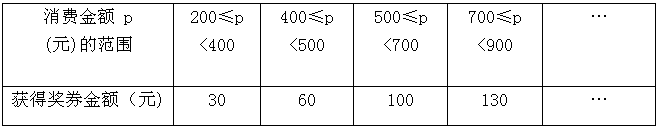 消费金额 p 200≤p 400≤p 500≤p 700≤p …
(元)的范围 <400 <500 <700 <900
获得奖券金额（元） 30 60 100 130 …